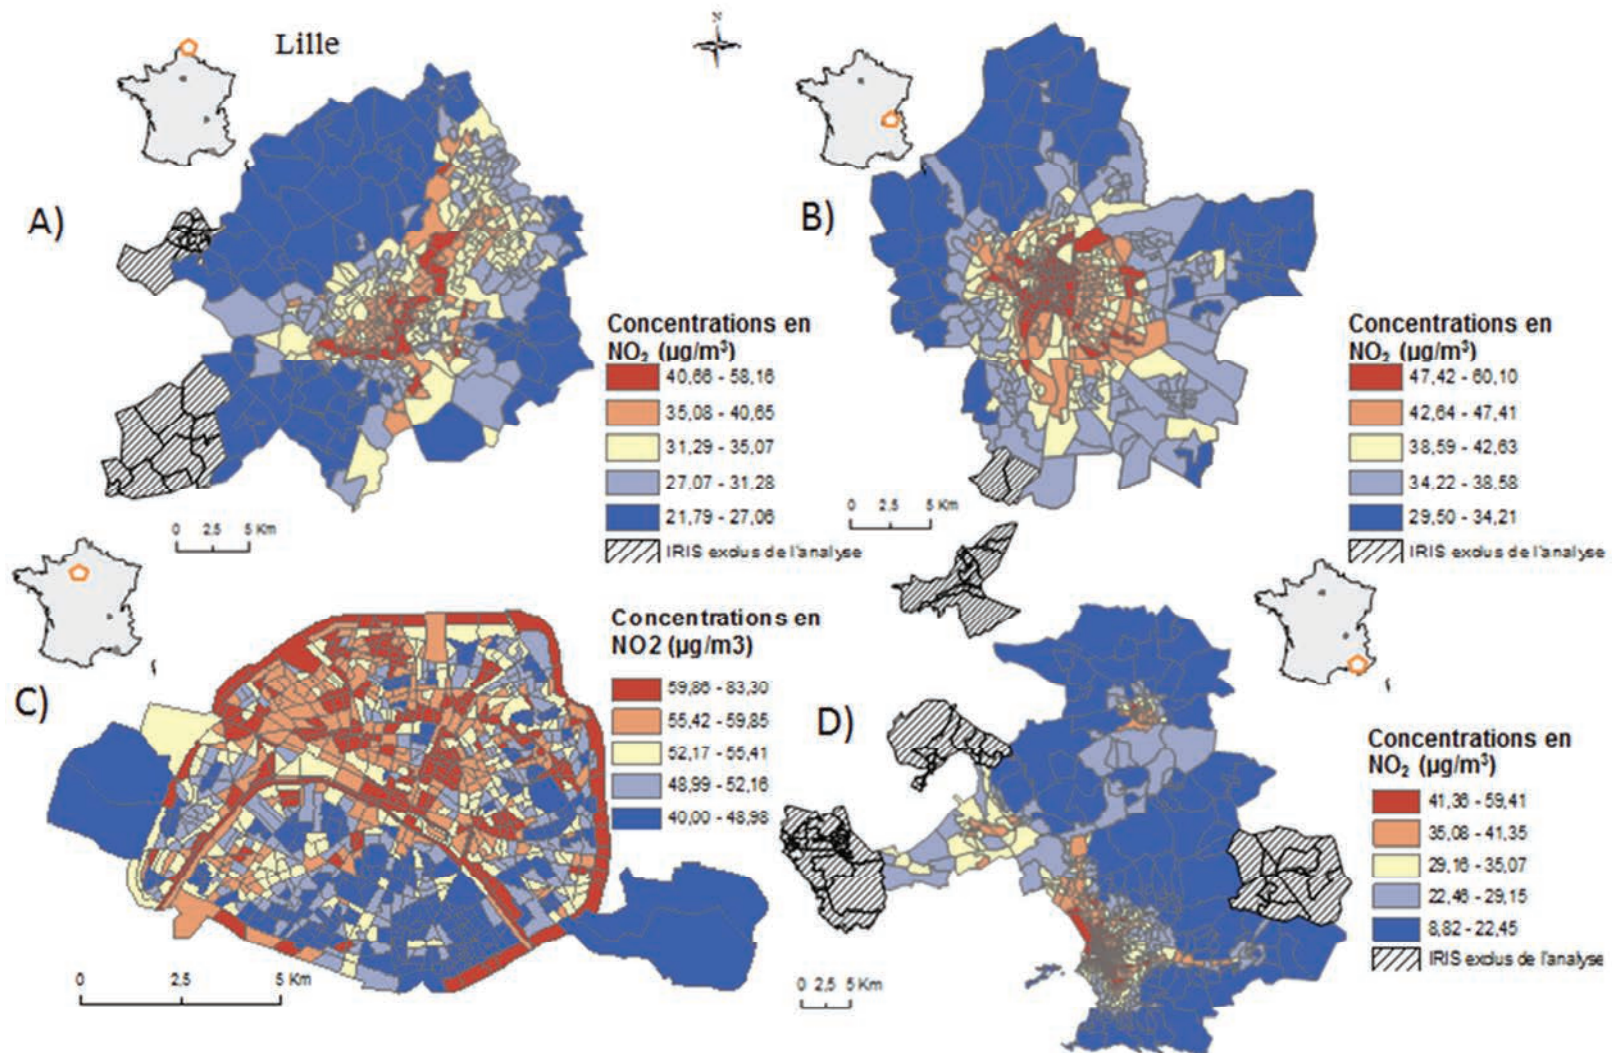 Lille
N
A)
Concentrations en
NO₂ (µg/m³)
40,66 - 58,16
35,08 - 40,65
31,29 - 35,07
27,07 - 31,28
21,79 - 27,06
IRIS exclus de l'analyse
0 2,5 5 Km
B)
Concentrations en
NO₂ (µg/m³)
47,42 - 60,10
42,64 - 47,41
38,59 - 42,63
34,22 - 38,58
29,50 - 34,21
IRIS exclus de l'analyse
0 2,5 5 Km
C)
Concentrations en
NO2 (µg/m3)
59,86 - 83,30
55,42 - 59,85
52,17 - 55,41
48,99 - 52,16
40,00 - 48,98
0 2.5 5 Km
D)
Concentrations en
NO₂ (µg/m³)
41,36 - 59,41
35,08 - 41,35
29,16 - 35,07
22,46 - 29,15
8,82 - 22,45
IRIS exclus de l'analyse
0 2,5 5 Km